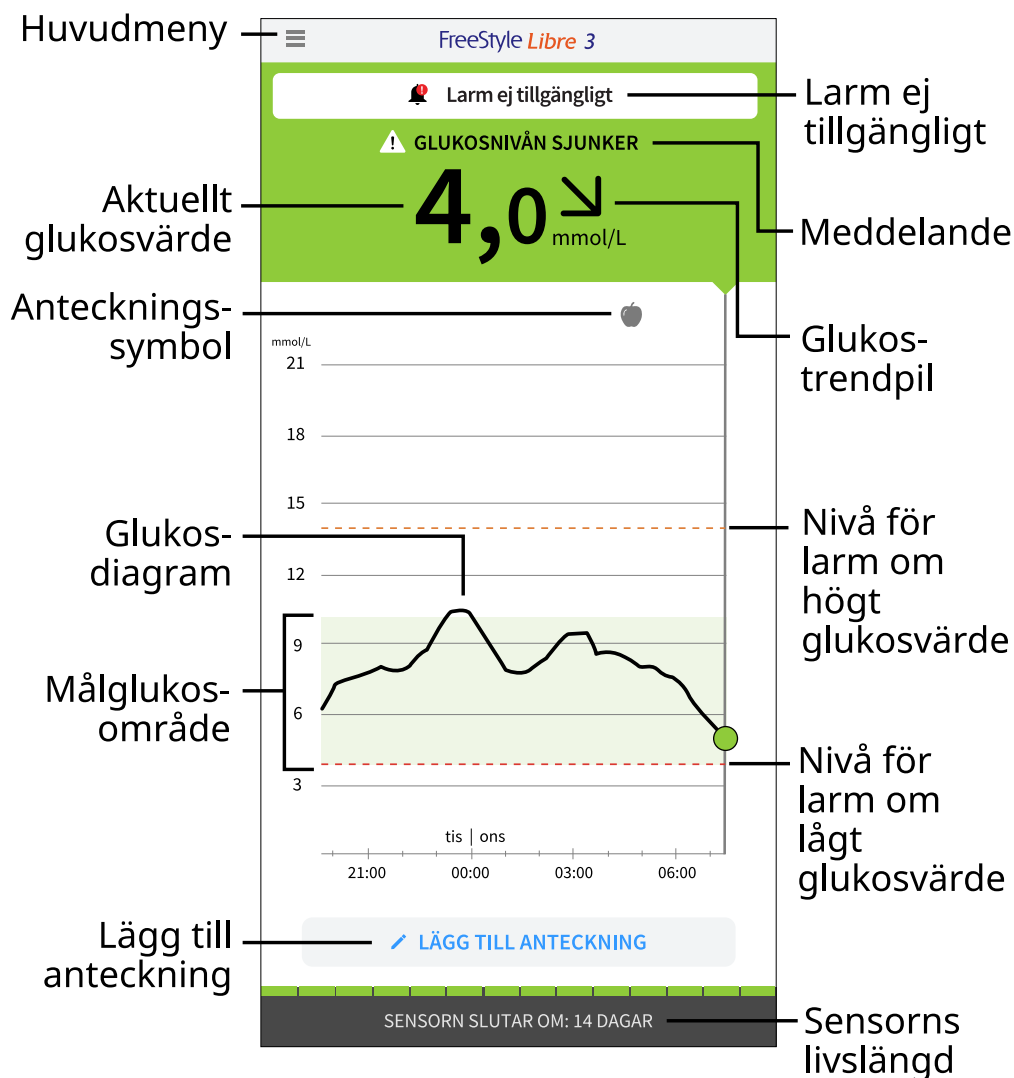 Huvudmeny
FreeStyle Libre 3
Larm ej tillgängligt
Larm ej
tillgängligt
GLUKOSNIVÅN SJUNKER
Aktuellt
glukosvärde
4,0
mmol/L
Meddelande
Antecknings-
symbol
Glukos-
trendpil
mmol/L
21
18
15
12
9
6
3
Glukos-
diagram
Nivå för
larm om
högt
glukosvärde
Målglukos-
område
Nivå för
larm om
lågt
glukosvärde
tis | ons
21:00 00:00 03:00 06:00
Lägg till
anteckning
LÄGG TILL ANTECKNING
SENSORN SLUTAR OM: 14 DAGAR
Sensorns
livslängd